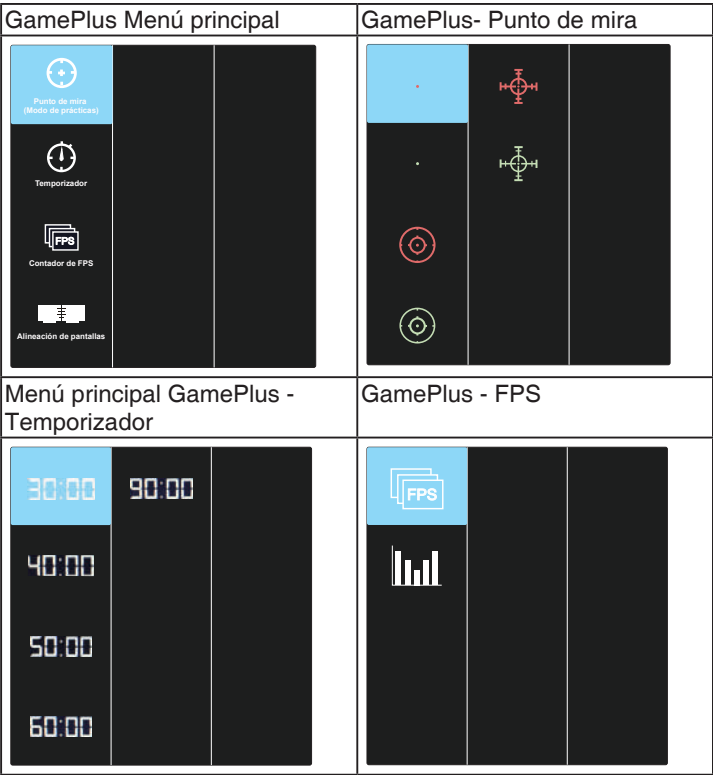 GamePlus Menú principal
GamePlus- Punto de mira
Punto de mira
(Modo de prácticas)
Temporizador
FPS
Contador de FPS
Alineación de pantallas
Menú principal GamePlus -
Temporizador
GamePlus - FPS
30:00
90:00
40:00
50:00
60:00
FPS